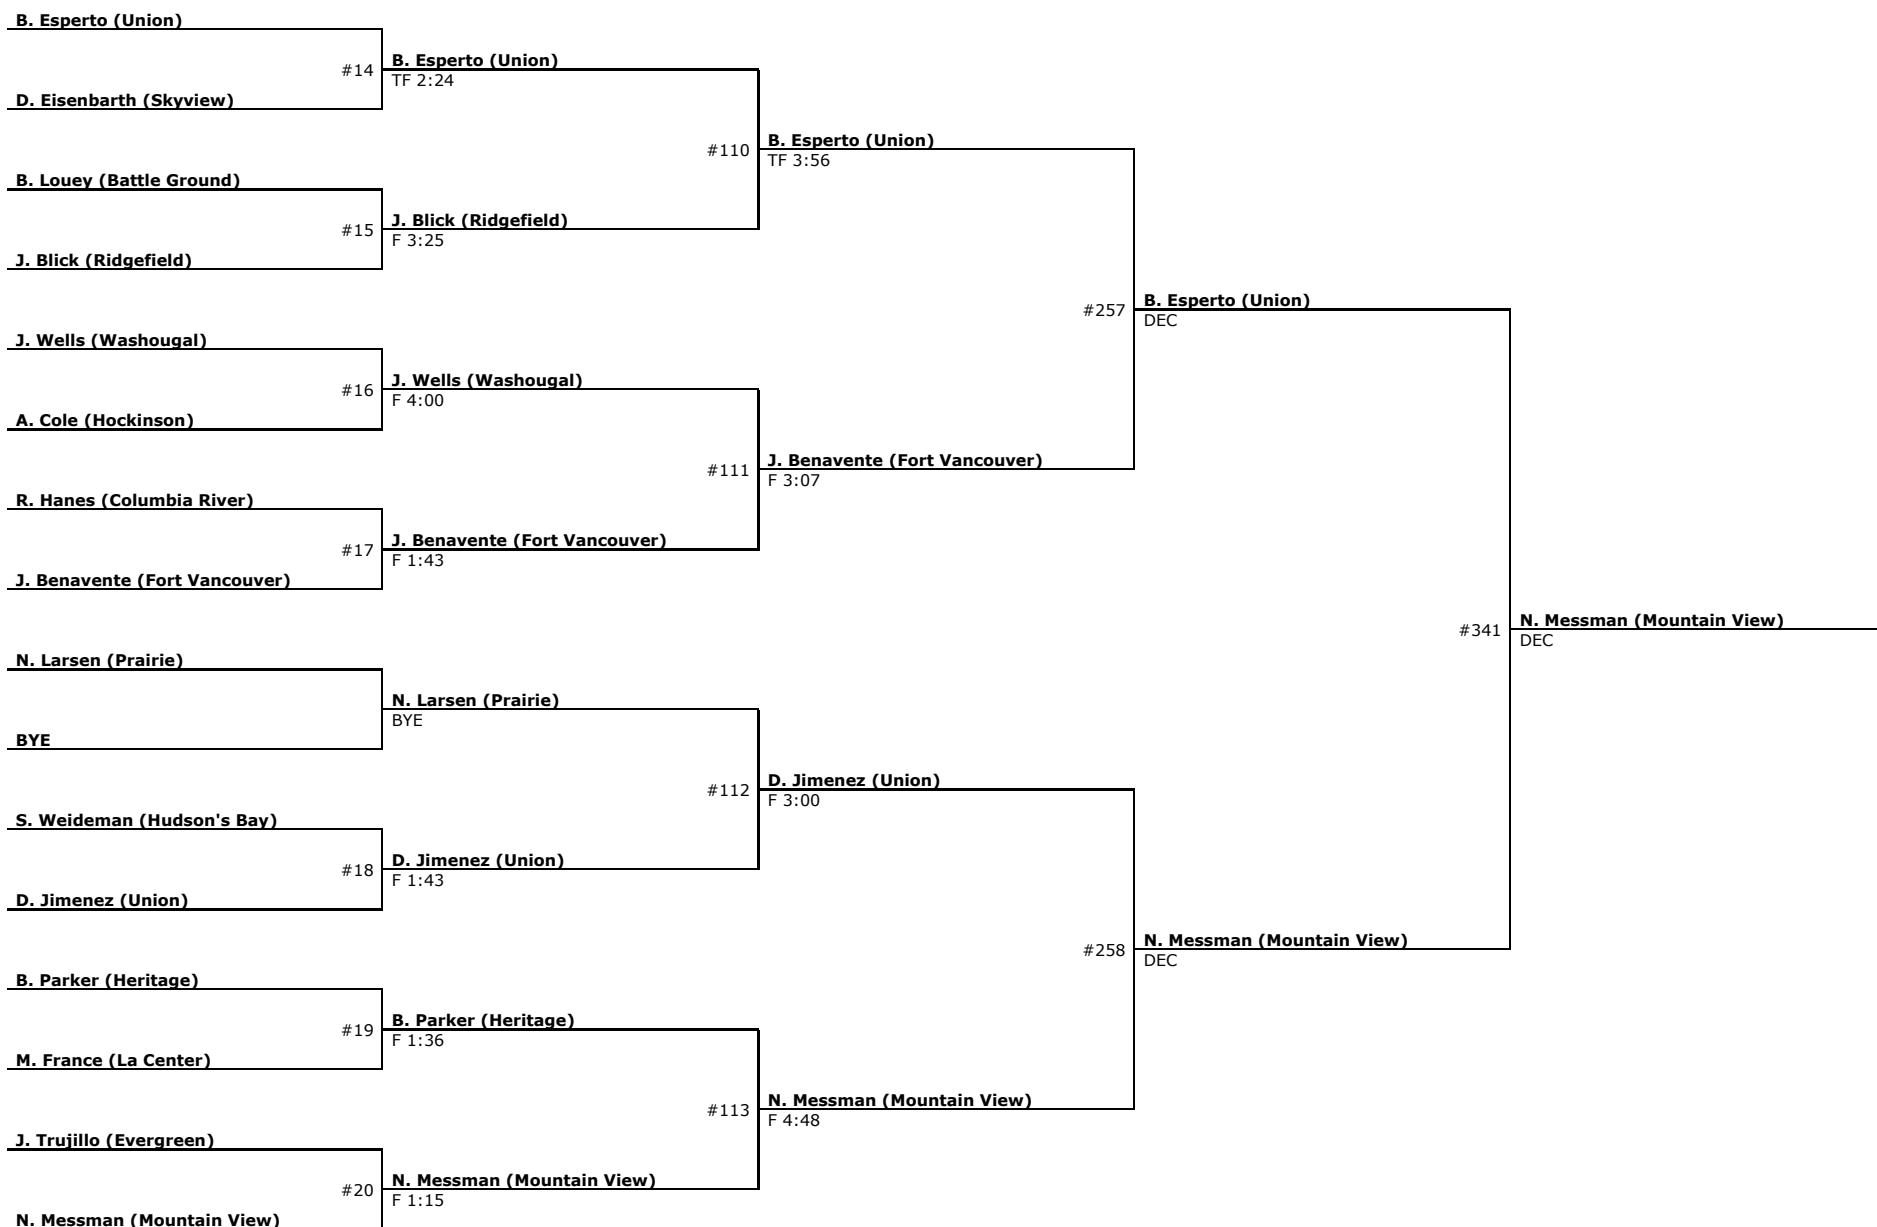 B. Esperto (Union)
#14
B. Esperto (Union)
TF 2:24
D. Eisenbarth (Skyview)
#110
B. Esperto (Union)
TF 3:56
B. Louey (Battle Ground)
#15
J. Blick (Ridgefield)
F 3:25
J. Blick (Ridgefield)
#257
B. Esperto (Union)
DEC
J. Wells (Washougal)
#16
J. Wells (Washougal)
F 4:00
A. Cole (Hockinson)
#111
J. Benavente (Fort Vancouver)
F 3:07
R. Hanes (Columbia River)
#17
J. Benavente (Fort Vancouver)
F 1:43
J. Benavente (Fort Vancouver)
#341
N. Messman (Mountain View)
DEC
N. Larsen (Prairie)
N. Larsen (Prairie)
BYE
BYE
#112
D. Jimenez (Union)
F 3:00
S. Weideman (Hudson's Bay)
#18
D. Jimenez (Union)
F 1:43
D. Jimenez (Union)
#258
N. Messman (Mountain View)
DEC
B. Parker (Heritage)
#19
B. Parker (Heritage)
F 1:36
M. France (La Center)
#113
N. Messman (Mountain View)
F 4:48
J. Trujillo (Evergreen)
#20
N. Messman (Mountain View)
F 1:15
N. Messman (Mountain View)